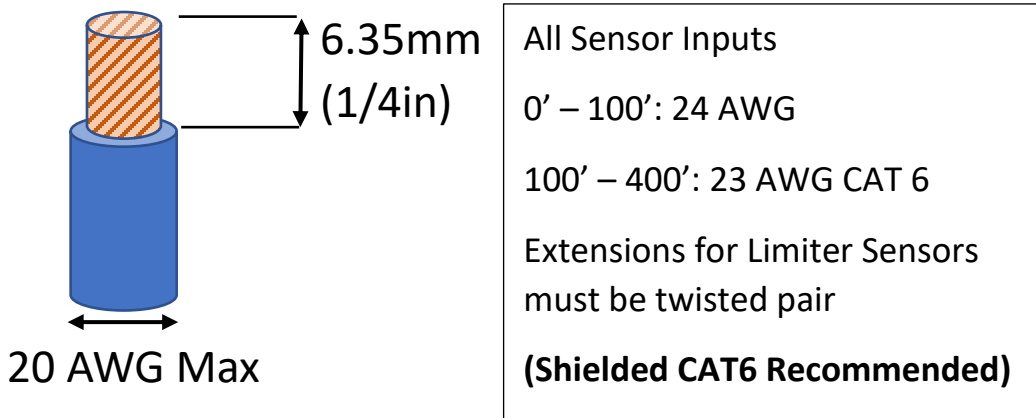 6.35mm
(1/4in)
20 AWG Max
All Sensor Inputs
0’ – 100’: 24 AWG
100’ – 400’: 23 AWG CAT 6
Extensions for Limiter Sensors
must be twisted pair
(Shielded CAT6 Recommended)